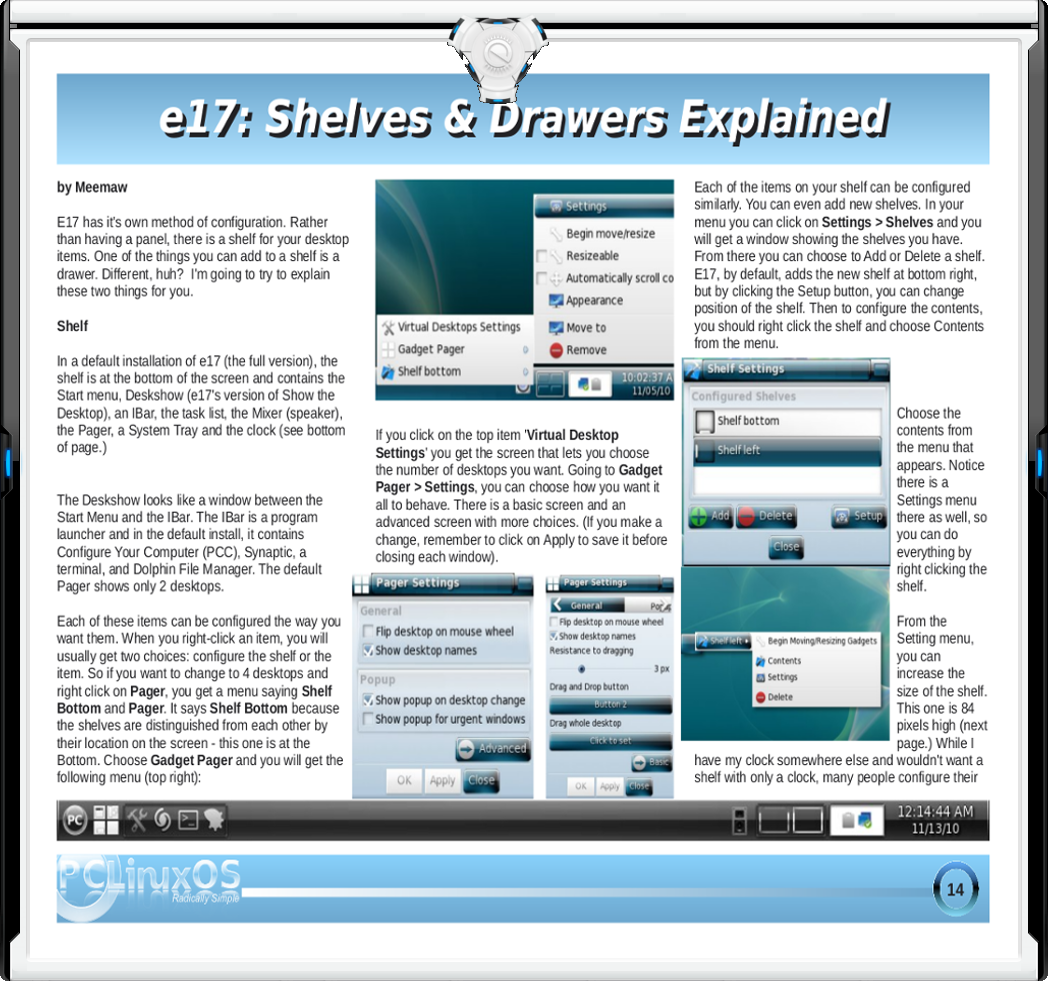 e17: Shelves & Drawers Explained
by Meemaw
E17 has it's own method of configuration. Rather
than having a panel, there is a shelf for your desktop
items. One of the things you can add to a shelf is a
drawer. Different, huh? I'm going to try to explain
these two things for you.
Shelf
In a default installation of e17 (the full version), the
shelf is at the bottom of the screen and contains the
Start menu, Deskshow (e17's version of Show the
Desktop), an IBar, the task list, the Mixer (speaker),
the Pager, a System Tray and the clock (see bottom
of page.)
The Deskshow looks like a window between the
Start Menu and the IBar. The IBar is a program
launcher and in the default install, it contains
Configure Your Computer (PCC), Synaptic, a
terminal, and Dolphin File Manager. The default
Pager shows only 2 desktops.
Each of these items can be configured the way you
want them. When you right-click an item, you will
usually get two choices: configure the shelf or the
item. So if you want to change to 4 desktops and
right click on Pager, you get a menu saying Shelf
Bottom and Pager. It says Shelf Bottom because
the shelves are distinguished from each other by
their location on the screen - this one is at the
Bottom. Choose Gadget Pager and you will get the
following menu (top right):
Settings
Begin move/resize
Resizeable
Automatically scroll co
Appearance
Move to
Remove
Virtual Desktops Settings
Gadget Pager
Shelf bottom
10:02:37 A
11/05/10
If you click on the top item 'Virtual Desktop
Settings' you get the screen that lets you choose
the number of desktops you want. Going to Gadget
Pager > Settings, you can choose how you want it
all to behave. There is a basic screen and an
advanced screen with more choices. (If you make a
change, remember to click on Apply to save it before
closing each window).
Pager Settings
General
Flip desktop on mouse wheel
Show desktop names
Popup
Show popup on desktop change
Show popup for urgent windows
Advanced
OK Apply Close
Pager Settings
General
Flip desktop on mouse wheel
Show desktop names
Resistance to dragging
3 px
Drag and Drop button
Button 2
Drag whole desktop
Click to set
Basic
OK Apply Close
Each of the items on your shelf can be configured
similarly. You can even add new shelves. In your
menu you can click on Settings > Shelves and you
will get a window showing the shelves you have.
From there you can choose to Add or Delete a shelf.
E17, by default, adds the new shelf at bottom right,
but by clicking the Setup button, you can change
position of the shelf. Then to configure the contents,
you should right click the shelf and choose Contents
from the menu.
Shelf Settings
Configured Shelves
Shelf bottom
Shelf left
Add Delete Setup
Close
Shelf left
Begin Moving/Resizing Gadgets
Contents
Settings
Delete
Choose the
contents from
the menu that
appears. Notice
there is a
Settings menu
there as well, so
you can do
everything by
right clicking the
shelf.
From the
Setting menu,
you can
increase the
size of the shelf.
This one is 84
pixels high (next
page.) While I
have my clock somewhere else and wouldn't want a
shelf with only a clock, many people configure their
PC
12:14:44 AM
11/13/10
PCLinuxOS
Radically Simple
14